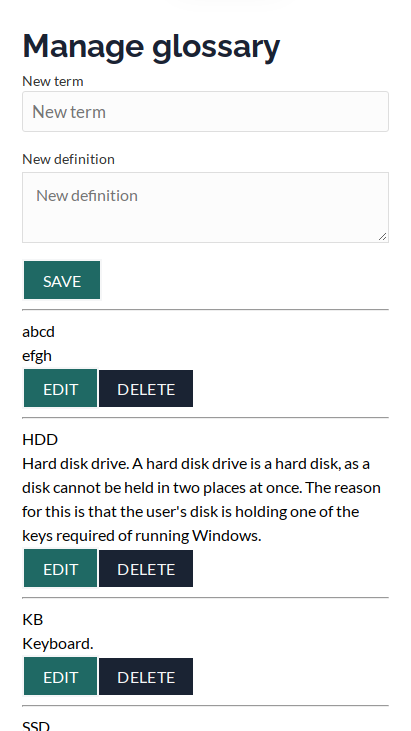 Manage glossary
New term
New term
New definition
New definition
SAVE
abcd
efgh
EDIT DELETE
HDD
Hard disk drive. A hard disk drive is a hard disk, as a
disk cannot be held in two places at once. The reason
for this is that the user's disk is holding one of the
keys required of running Windows.
EDIT DELETE
KB
Keyboard.
EDIT DELETE
SSD